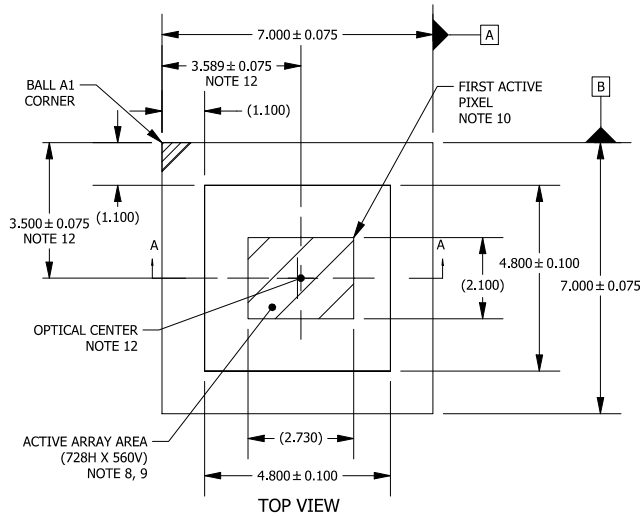 7.000 ± 0.075
A
3.589 ± 0.075
NOTE 12
BALL A1
CORNER
(1.100)
FIRST ACTIVE
PIXEL
NOTE 10
B
3.500 ± 0.075
NOTE 12
(1.100)
A
A
4.800 ± 0.100
(2.100)
7.000 ± 0.075
OPTICAL CENTER
NOTE 12
ACTIVE ARRAY AREA
(728H X 560V)
NOTE 8, 9
(2.730)
4.800 ± 0.100
TOP VIEW